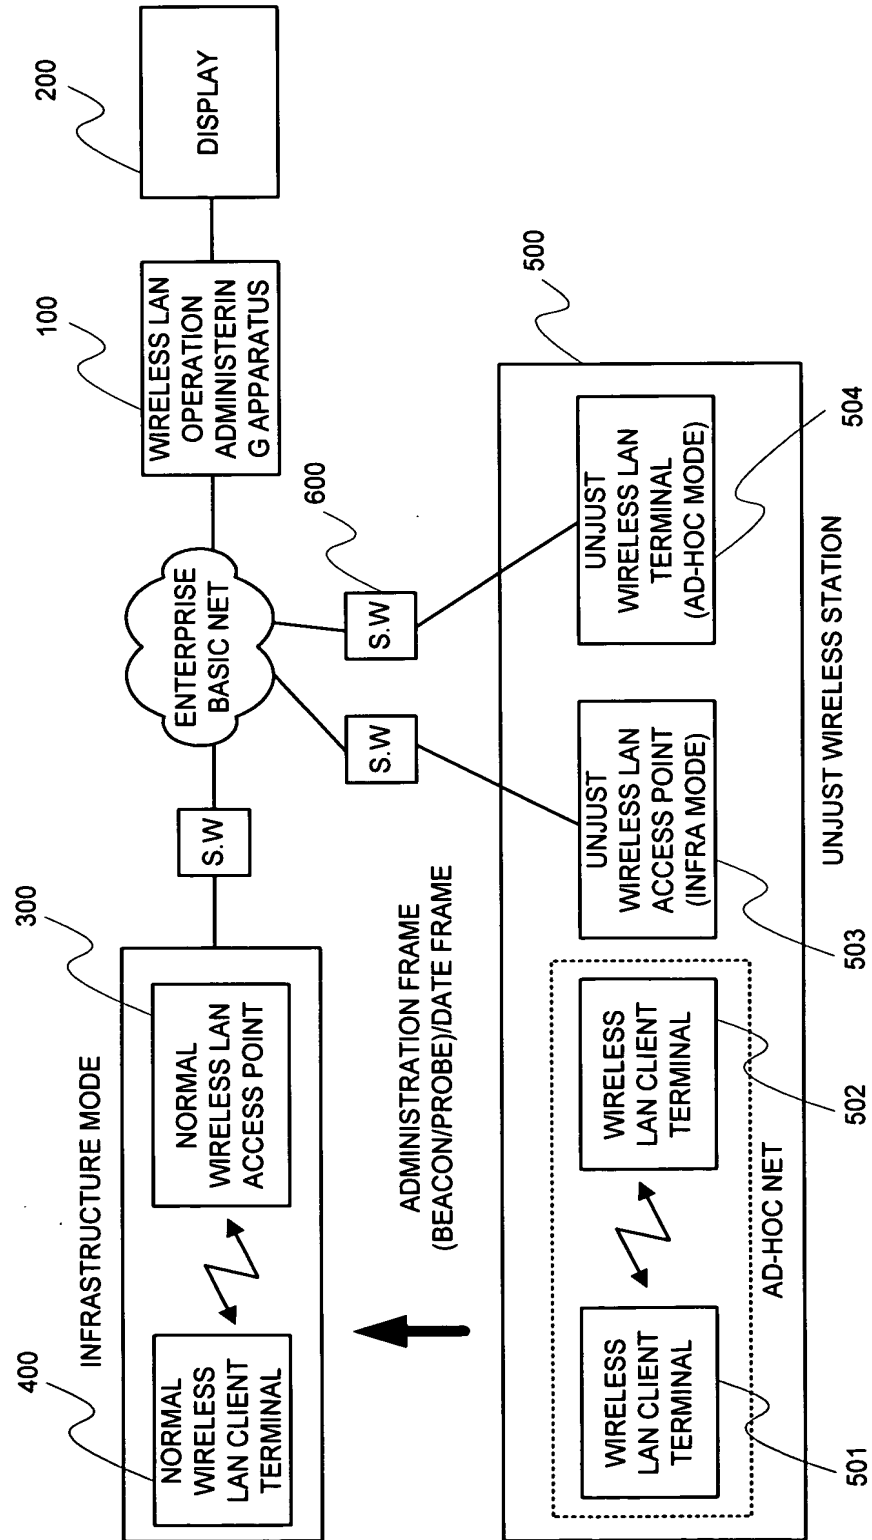 INFRASTRUCTURE MODE
400
NORMAL
WIRELESS
LAN CLIENT
TERMINAL
300
NORMAL
WIRELESS LAN
ACCESS POINT
S.W
ENTERPRISE
BASIC NET
100
WIRELESS LAN
OPERATION
ADMINISTERIN
G APPARATUS
200
DISPLAY
ADMINISTRATION FRAME
(BEACON/PROBE)/DATE FRAME
S.W
S.W
600
500
WIRELESS
LAN CLIENT
TERMINAL
501
WIRELESS
LAN CLIENT
TERMINAL
502
AD-HOC NET
UNJUST
WIRELESS LAN
ACCESS POINT
(INFRA MODE)
503
UNJUST
WIRELESS LAN
TERMINAL
(AD-HOC MODE)
504
UNJUST WIRELESS STATION